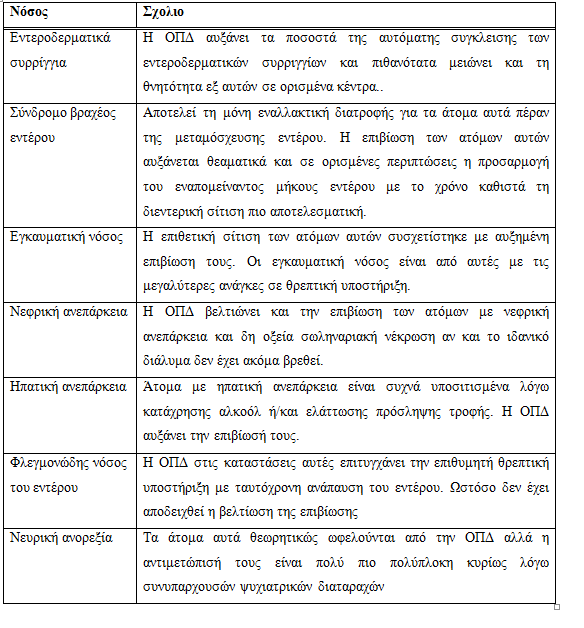 Νόσος Σχολιο
Εντεροδερματικά Η ΟΠΔ αυξάνει τα ποσοστά της αυτόματης συγκλεισης των
συρρίγγια εντεροδερματικών συρριγγίων και πιθανότατα μειώνει και τη
θνητότητα εξ αυτών σε ορισμένα κέντρα..
Σύνδρομο βραχέος Αποτελεί τη μόνη εναλλακτική διατροφής για τα άτομα αυτά πέραν
εντέρου της μεταμόσχευσης εντέρου. Η επιβίωση των ατόμων αυτών
αυξάνεται θεαματικά και σε ορισμένες περιπτώσεις η προσαρμογή
του εναπομείναντος μήκους εντέρου με το χρόνο καθιστά τη
διεντερική σίτιση πιο αποτελεσματική.
Εγκαυματική νόσος Η επιθετική σίτιση των ατόμων αυτών συσχετίστηκε με αυξημένη
επιβίωση τους. Οι εγκαυματική νόσος είναι από αυτές με τις
μεγαλύτερες ανάγκες σε θρεπτική υποστήριξη.
Νεφρική ανεπάρκεια Η ΟΠΔ βελτιώνει και την επιβίωση των ατόμων με νεφρική
ανεπάρκεια και δη οξεία σωληναριακή νέκρωση αν και το ιδανικό
διάλυμα δεν έχει ακόμα βρεθεί.
Ηπατική ανεπάρκεια Άτομα με ηπατική ανεπάρκεια είναι συχνά υποσιτισμένα λόγω
κατάχρησης αλκοόλ ή/και ελάττωσης πρόσληψης τροφής. Η ΟΠΔ
αυξάνει την επιβίωσή τους.
Φλεγμονώδης νόσος Η ΟΠΔ στις καταστάσεις αυτές επιτυγχάνει την επιθυμητή θρεπτική
του εντέρου υποστήριξη με ταυτόχρονη ανάπαυση του εντέρου. Ωστόσο δεν έχει
αποδειχθεί η βελτίωση της επιβίωσης
Νευρική ανορεξία Τα άτομα αυτά θεωρητικώς ωφελούνται από την ΟΠΔ αλλά η
αντιμετώπισή τους είναι πολύ πιο πολύπλοκη κυρίως λόγω
συνυπαρχουσών ψυχιατρικών διαταραχών